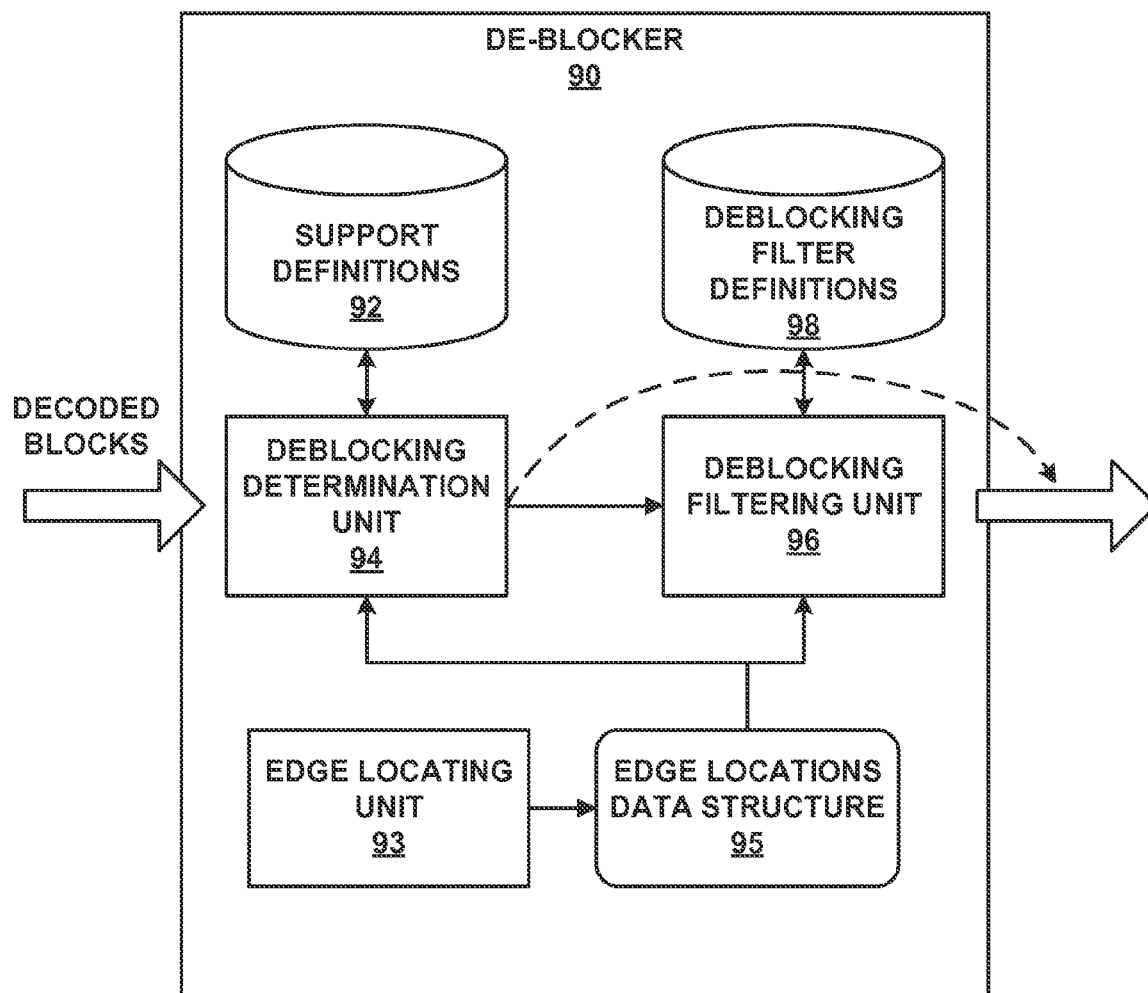 DE-BLOCKER
90
SUPPORT
DEFINITIONS
92
DEBLOCKING
FILTER
DEFINITIONS
98
DECODED
BLOCKS
DEBLOCKING
DETERMINATION
UNIT
94
DEBLOCKING
FILTERING UNIT
96
EDGE LOCATING
UNIT
93
EDGE LOCATIONS
DATA STRUCTURE
95